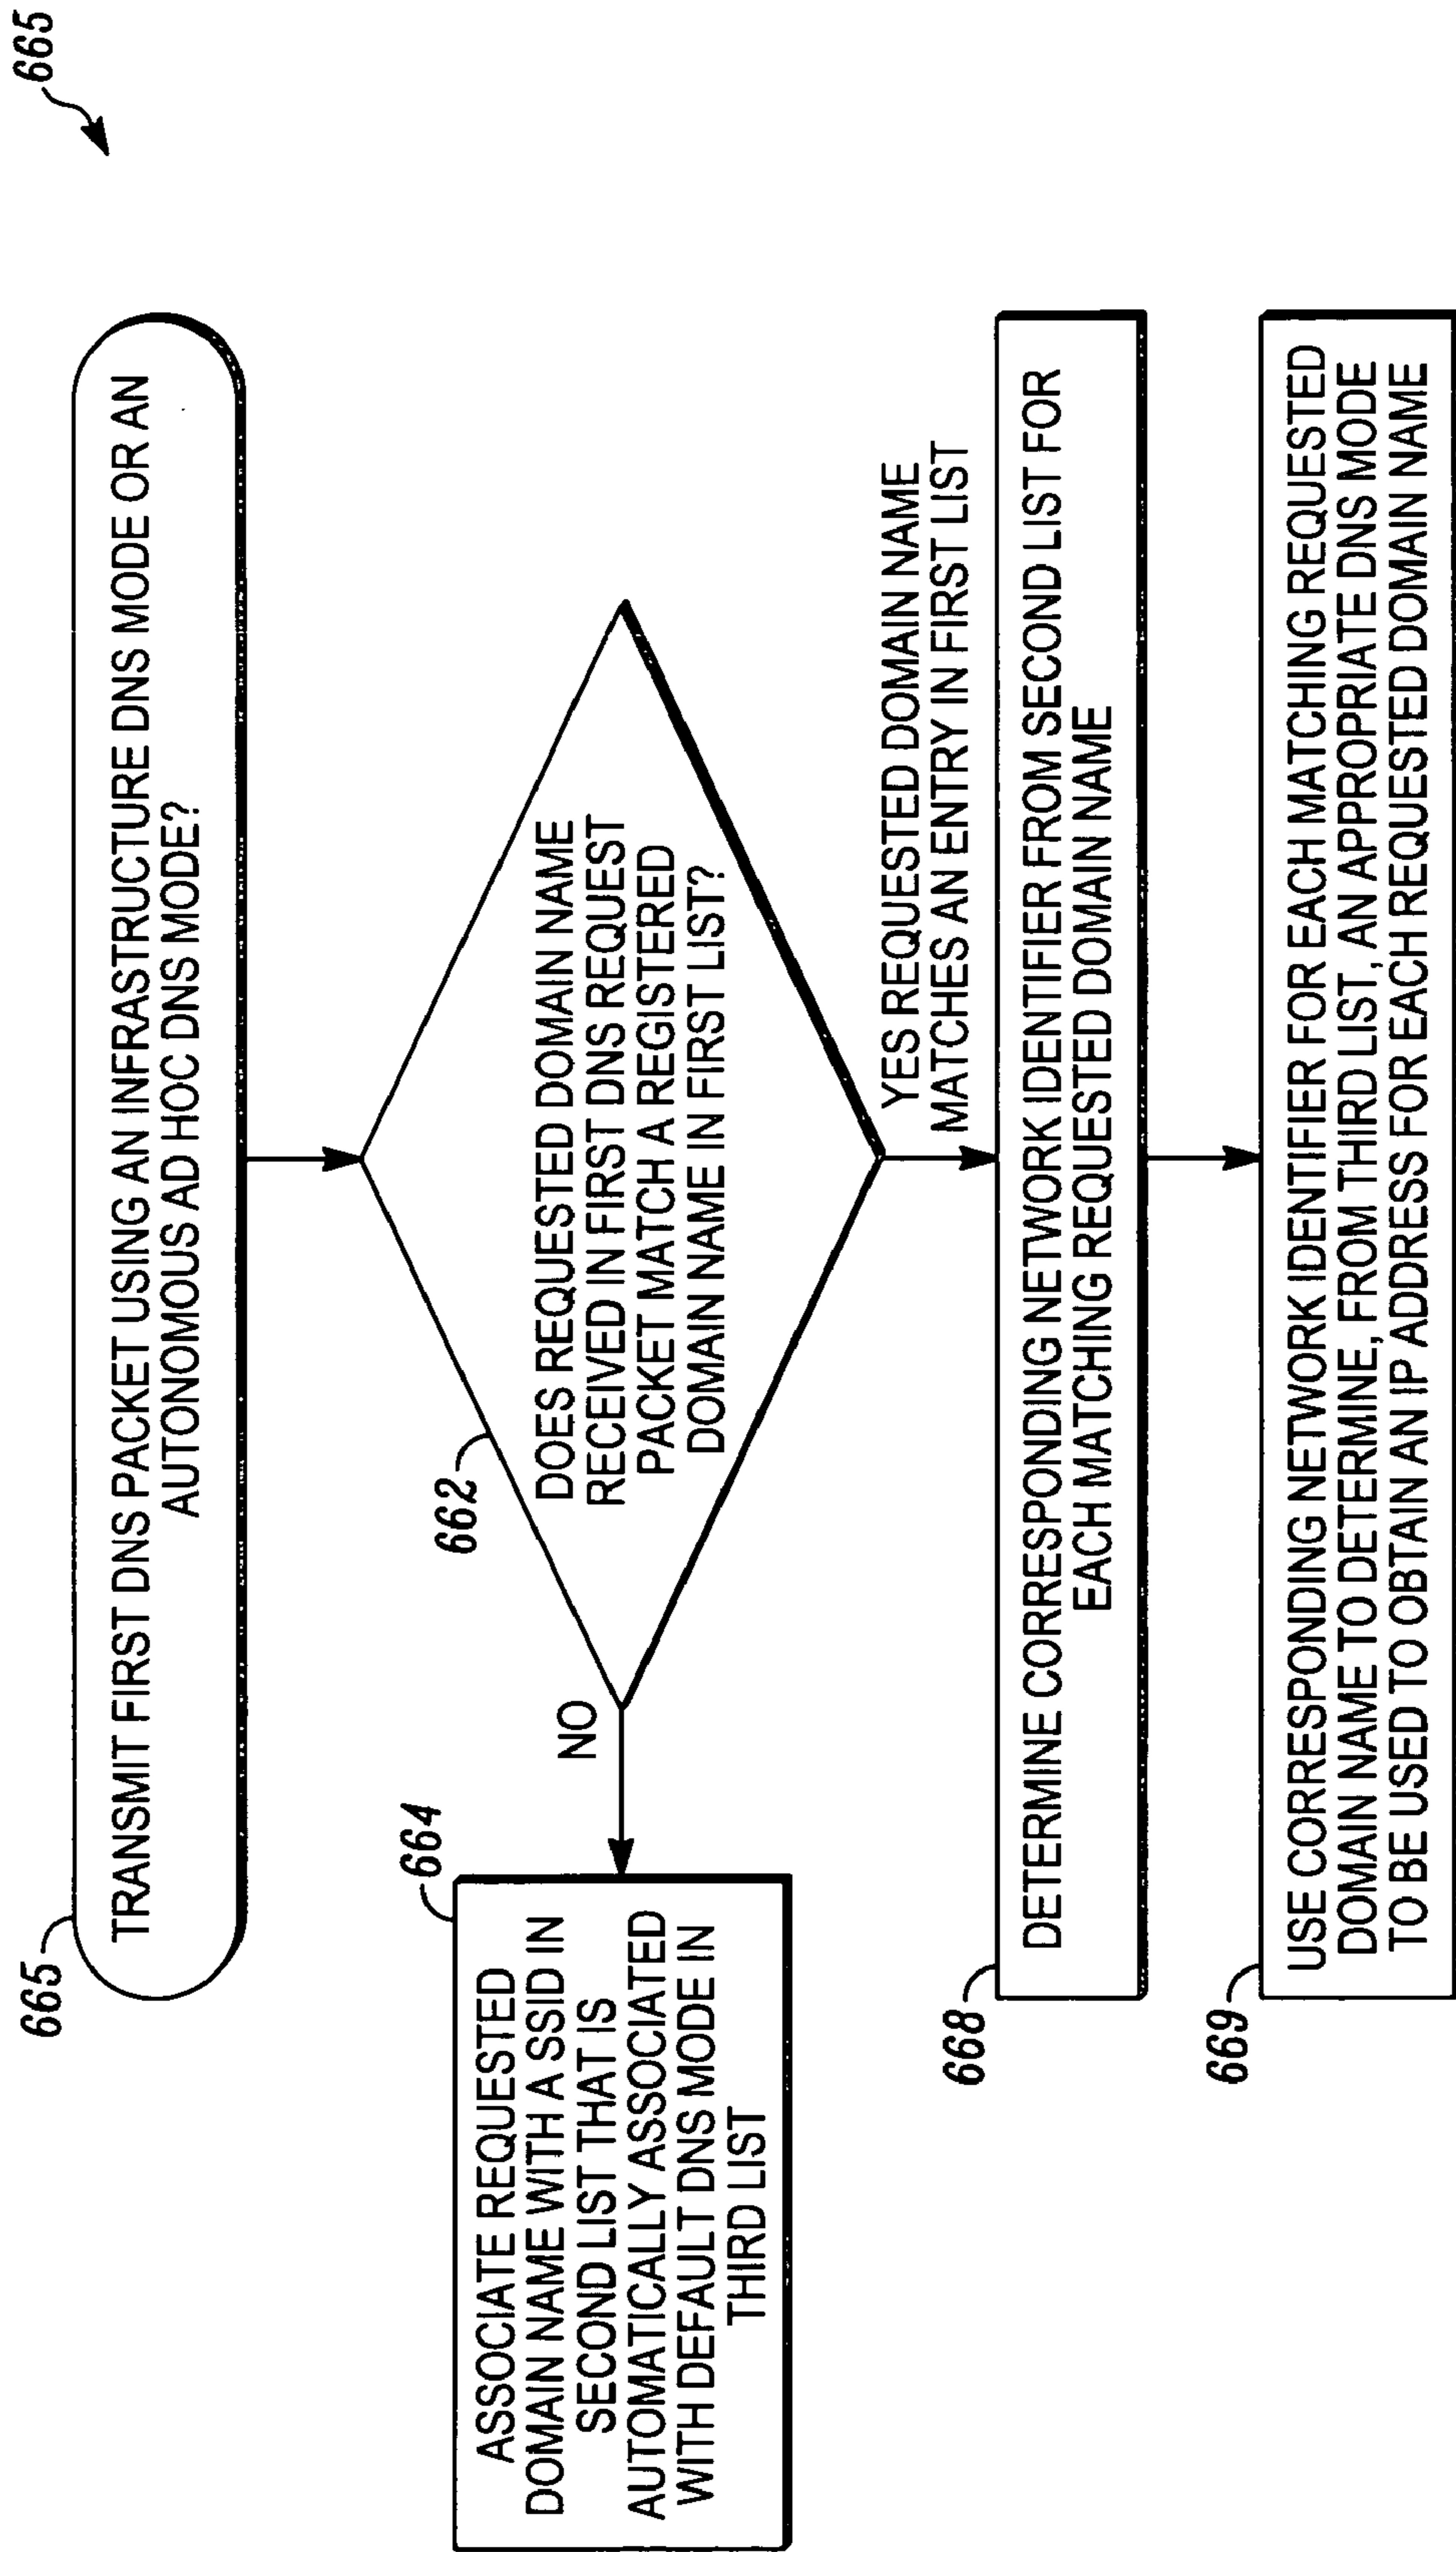 665
665
TRANSMIT FIRST DNS PACKET USING AN INFRASTRUCTURE DNS MODE OR AN
AUTONOMOUS AD HOC DNS MODE?
662
DOES REQUESTED DOMAIN NAME
RECEIVED IN FIRST DNS REQUEST
PACKET MATCH A REGISTERED
DOMAIN NAME IN FIRST LIST?
NO
664
ASSOCIATE REQUESTED
DOMAIN NAME WITH A SSID IN
SECOND LIST THAT IS
AUTOMATICALLY ASSOCIATED
WITH DEFAULT DNS MODE IN
THIRD LIST
YES REQUESTED DOMAIN NAME
MATCHES AN ENTRY IN FIRST LIST
668
DETERMINE CORRESPONDING NETWORK IDENTIFIER FROM SECOND LIST FOR
EACH MATCHING REQUESTED DOMAIN NAME
669
USE CORRESPONDING NETWORK IDENTIFIER FOR EACH MATCHING REQUESTED
DOMAIN NAME TO DETERMINE, FROM THIRD LIST, AN APPROPRIATE DNS MODE
TO BE USED TO OBTAIN AN IP ADDRESS FOR EACH REQUESTED DOMAIN NAME